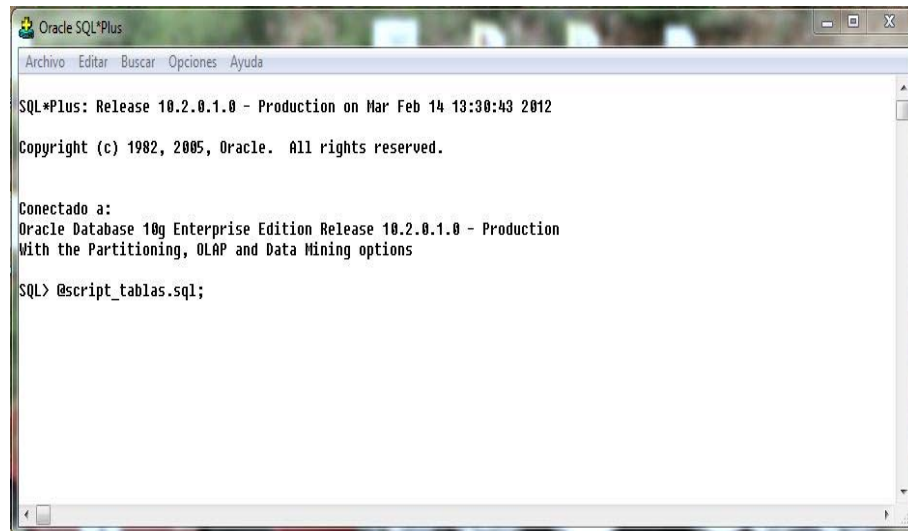 Oracle SQL*Plus
Archivo Editar Buscar Opciones Ayuda
SQL*Plus: Release 10.2.0.1.0 - Production on Mar Feb 14 13:30:43 2012
Copyright (c) 1982, 2005, Oracle.  All rights reserved.
Conectado a:
Oracle Database 10g Enterprise Edition Release 10.2.0.1.0 - Production
With the Partitioning, OLAP and Data Mining options
SQL> @script_tablas.sql;